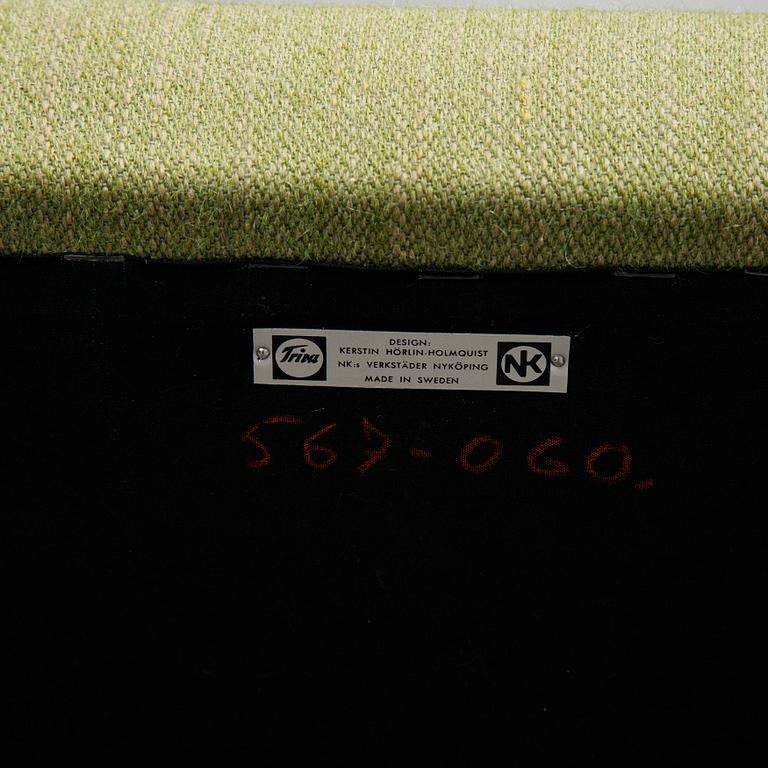 Triva
DESIGN:
KERSTIN HÖRLIN-HOLMQUIST
NK:s VERKSTÄDER NYKÖPING
MADE IN SWEDEN
NK
567-060.